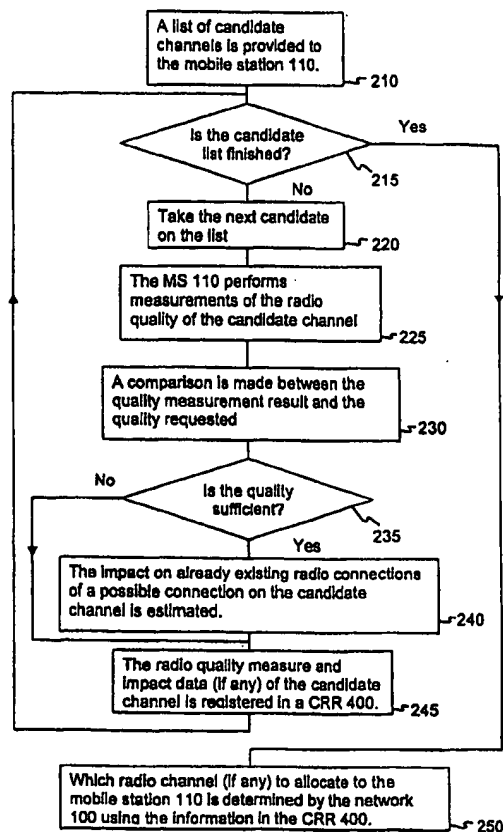 A list of candidate
channels is provided to
the mobile station 110.
210
Is the candidate
list finished?
Yes
215
No
Take the next candidate
on the list
220
The MS 110 performs
measurements of the radio
quality of the candidate channel
225
A comparison is made between the
quality measurement result and the
quality requested
230
No
Is the quality
sufficient?
235
Yes
The impact on already existing radio connections
of a possible connection on the candidate
channel is estimated.
240
The radio quality measure and
impact data (if any) of the candidate
channel is registered in a CRR 400.
245
Which radio channel (if any) to allocate to the
mobile station 110 is determined by the network
100 using the information in the CRR 400.
250